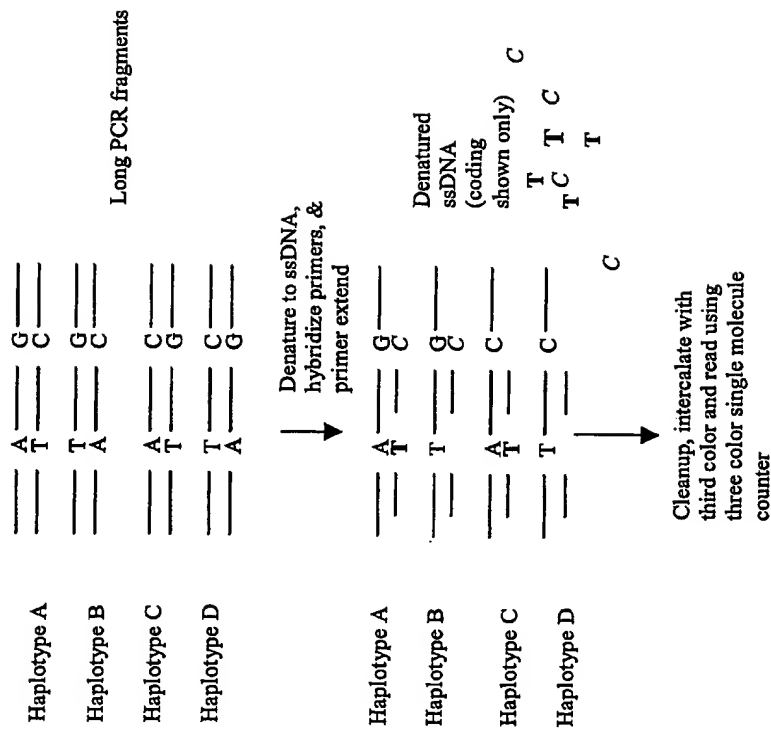 Long PCR fragments
Haplotype A
A G
T C
Haplotype B
T G
A C
Haplotype C
A C
T G
Haplotype D
T C
A G
Denature to ssDNA,
hybridize primers, &
primer extend
Denatured
ssDNA
(coding
shown only)
Haplotype A
A G
T C
Haplotype B
T G
C
Haplotype C
A C
T
Haplotype D
T C
T T C C
T T C
C
Cleanup, intercalate with
third color and read using
three color single molecule
counter